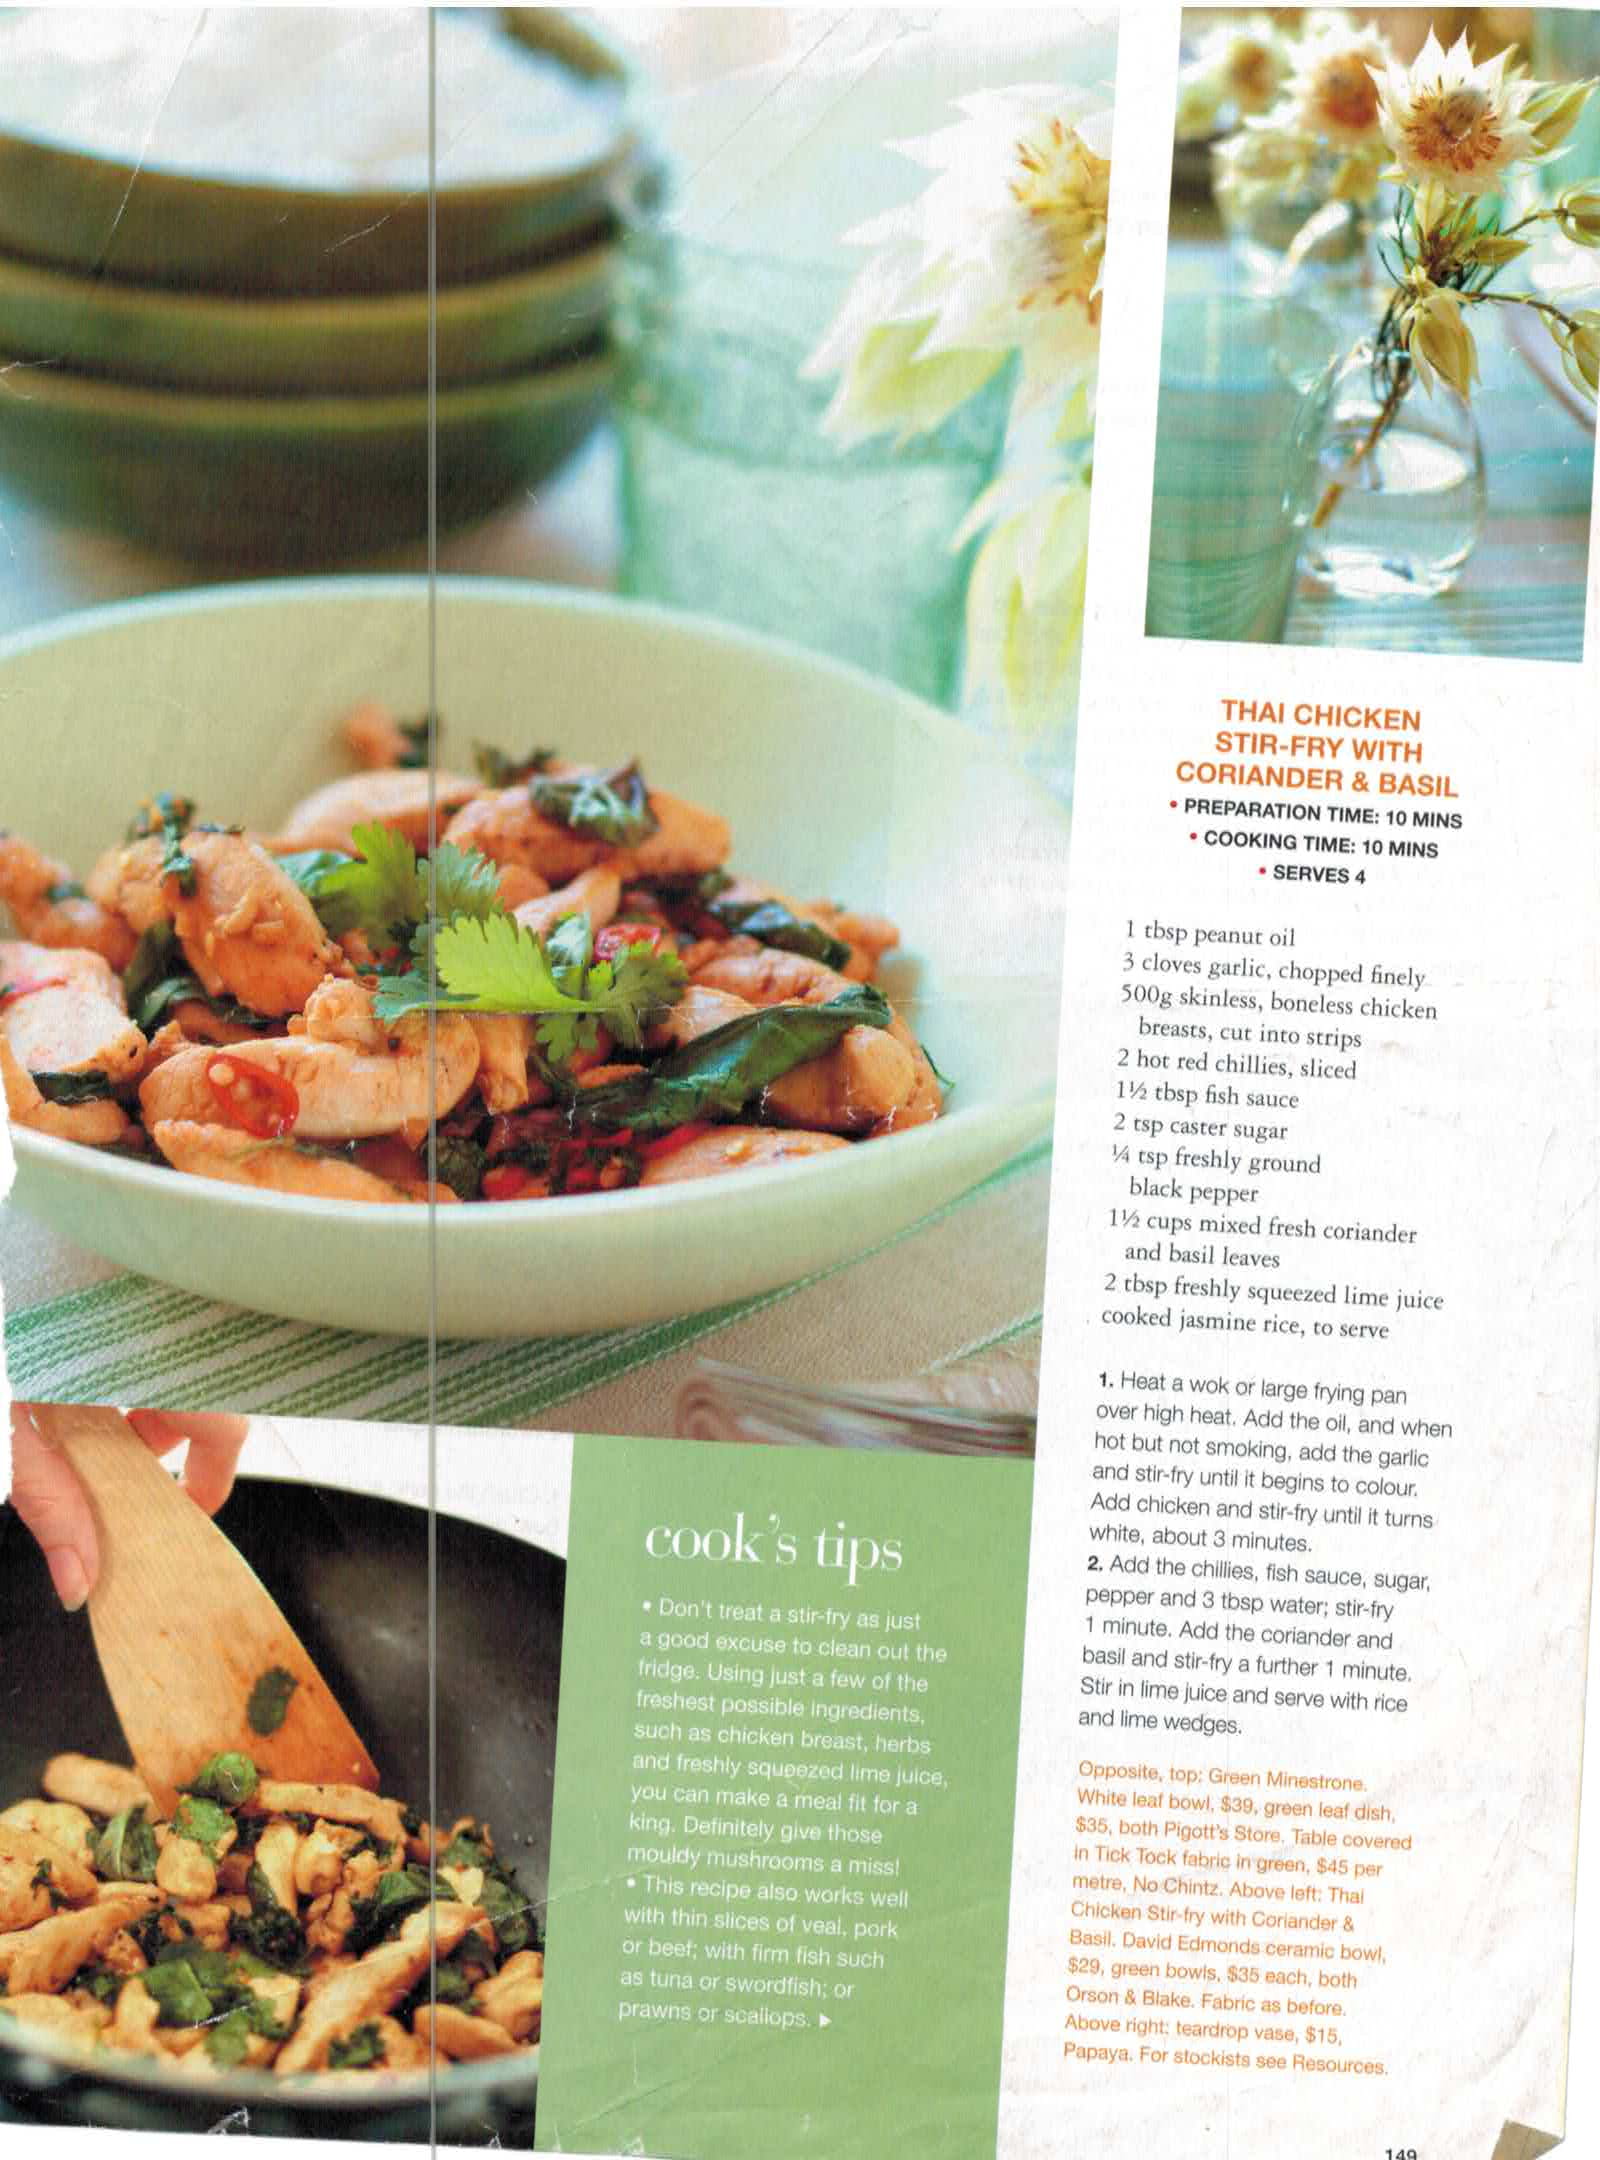 THAI CHICKEN
STIR-FRY WITH
CORIANDER & BASIL
• PREPARATION TIME: 10 MINS
• COOKING TIME: 10 MINS
• SERVES 4
1 tbsp peanut oil
3 cloves garlic, chopped finely
500g skinless, boneless chicken
breasts, cut into strips
2 hot red chillies, sliced
1½ tbsp fish sauce
2 tsp caster sugar
¼ tsp freshly ground
black pepper
1½ cups mixed fresh coriander
and basil leaves
2 tbsp freshly squeezed lime juice
cooked jasmine rice, to serve
1. Heat a wok or large frying pan
over high heat. Add the oil, and when
hot but not smoking, add the garlic
and stir-fry until it begins to colour.
Add chicken and stir-fry until it turns
white, about 3 minutes.
2. Add the chillies, fish sauce, sugar,
pepper and 3 tbsp water; stir-fry
1 minute. Add the coriander and
basil and stir-fry a further 1 minute.
Stir in lime juice and serve with rice
and lime wedges.
Opposite, top: Green Minestrone.
White leaf bowl, $39, green leaf dish,
$35, both Pigott's Store. Table covered
in Tick Tock fabric in green, $45 per
metre, No Chintz. Above left: Thai
Chicken Stir-fry with Coriander &
Basil. David Edmonds ceramic bowl,
$29, green bowls, $35 each, both
Orson & Blake. Fabric as before.
Above right: teardrop vase, $15,
Papaya. For stockists see Resources.
cook's tips
• Don't treat a stir-fry as just
a good excuse to clean out the
fridge. Using just a few of the
freshest possible ingredients,
such as chicken breast, herbs
and freshly squeezed lime juice,
you can make a meal fit for a
king. Definitely give those
mouldy mushrooms a miss!
• This recipe also works well
with thin slices of veal, pork
or beef; with firm fish such
as tuna or swordfish; or
prawns or scallops. ▶
149